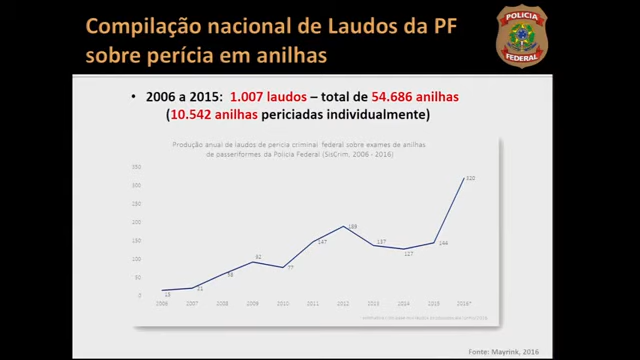 Compilação nacional de Laudos da PF
sobre perícia em anilhas
POLÍCIA
FEDERAL
• 2006 a 2015: 1.007 laudos – total de 54.686 anilhas
(10.542 anilhas periciadas individualmente)
Produção anual de laudos de perícia criminal federal sobre exames de anilhas
de passeriformes da Polícia Federal (SisCrim, 2006 - 2016)
350
300
250
200
150
100
50
0
15
21
58
92
77
147
189
137
127
144
320
2006 2007 2008 2009 2010 2011 2012 2013 2014 2015 2016*
Fonte: Mayrink, 2016